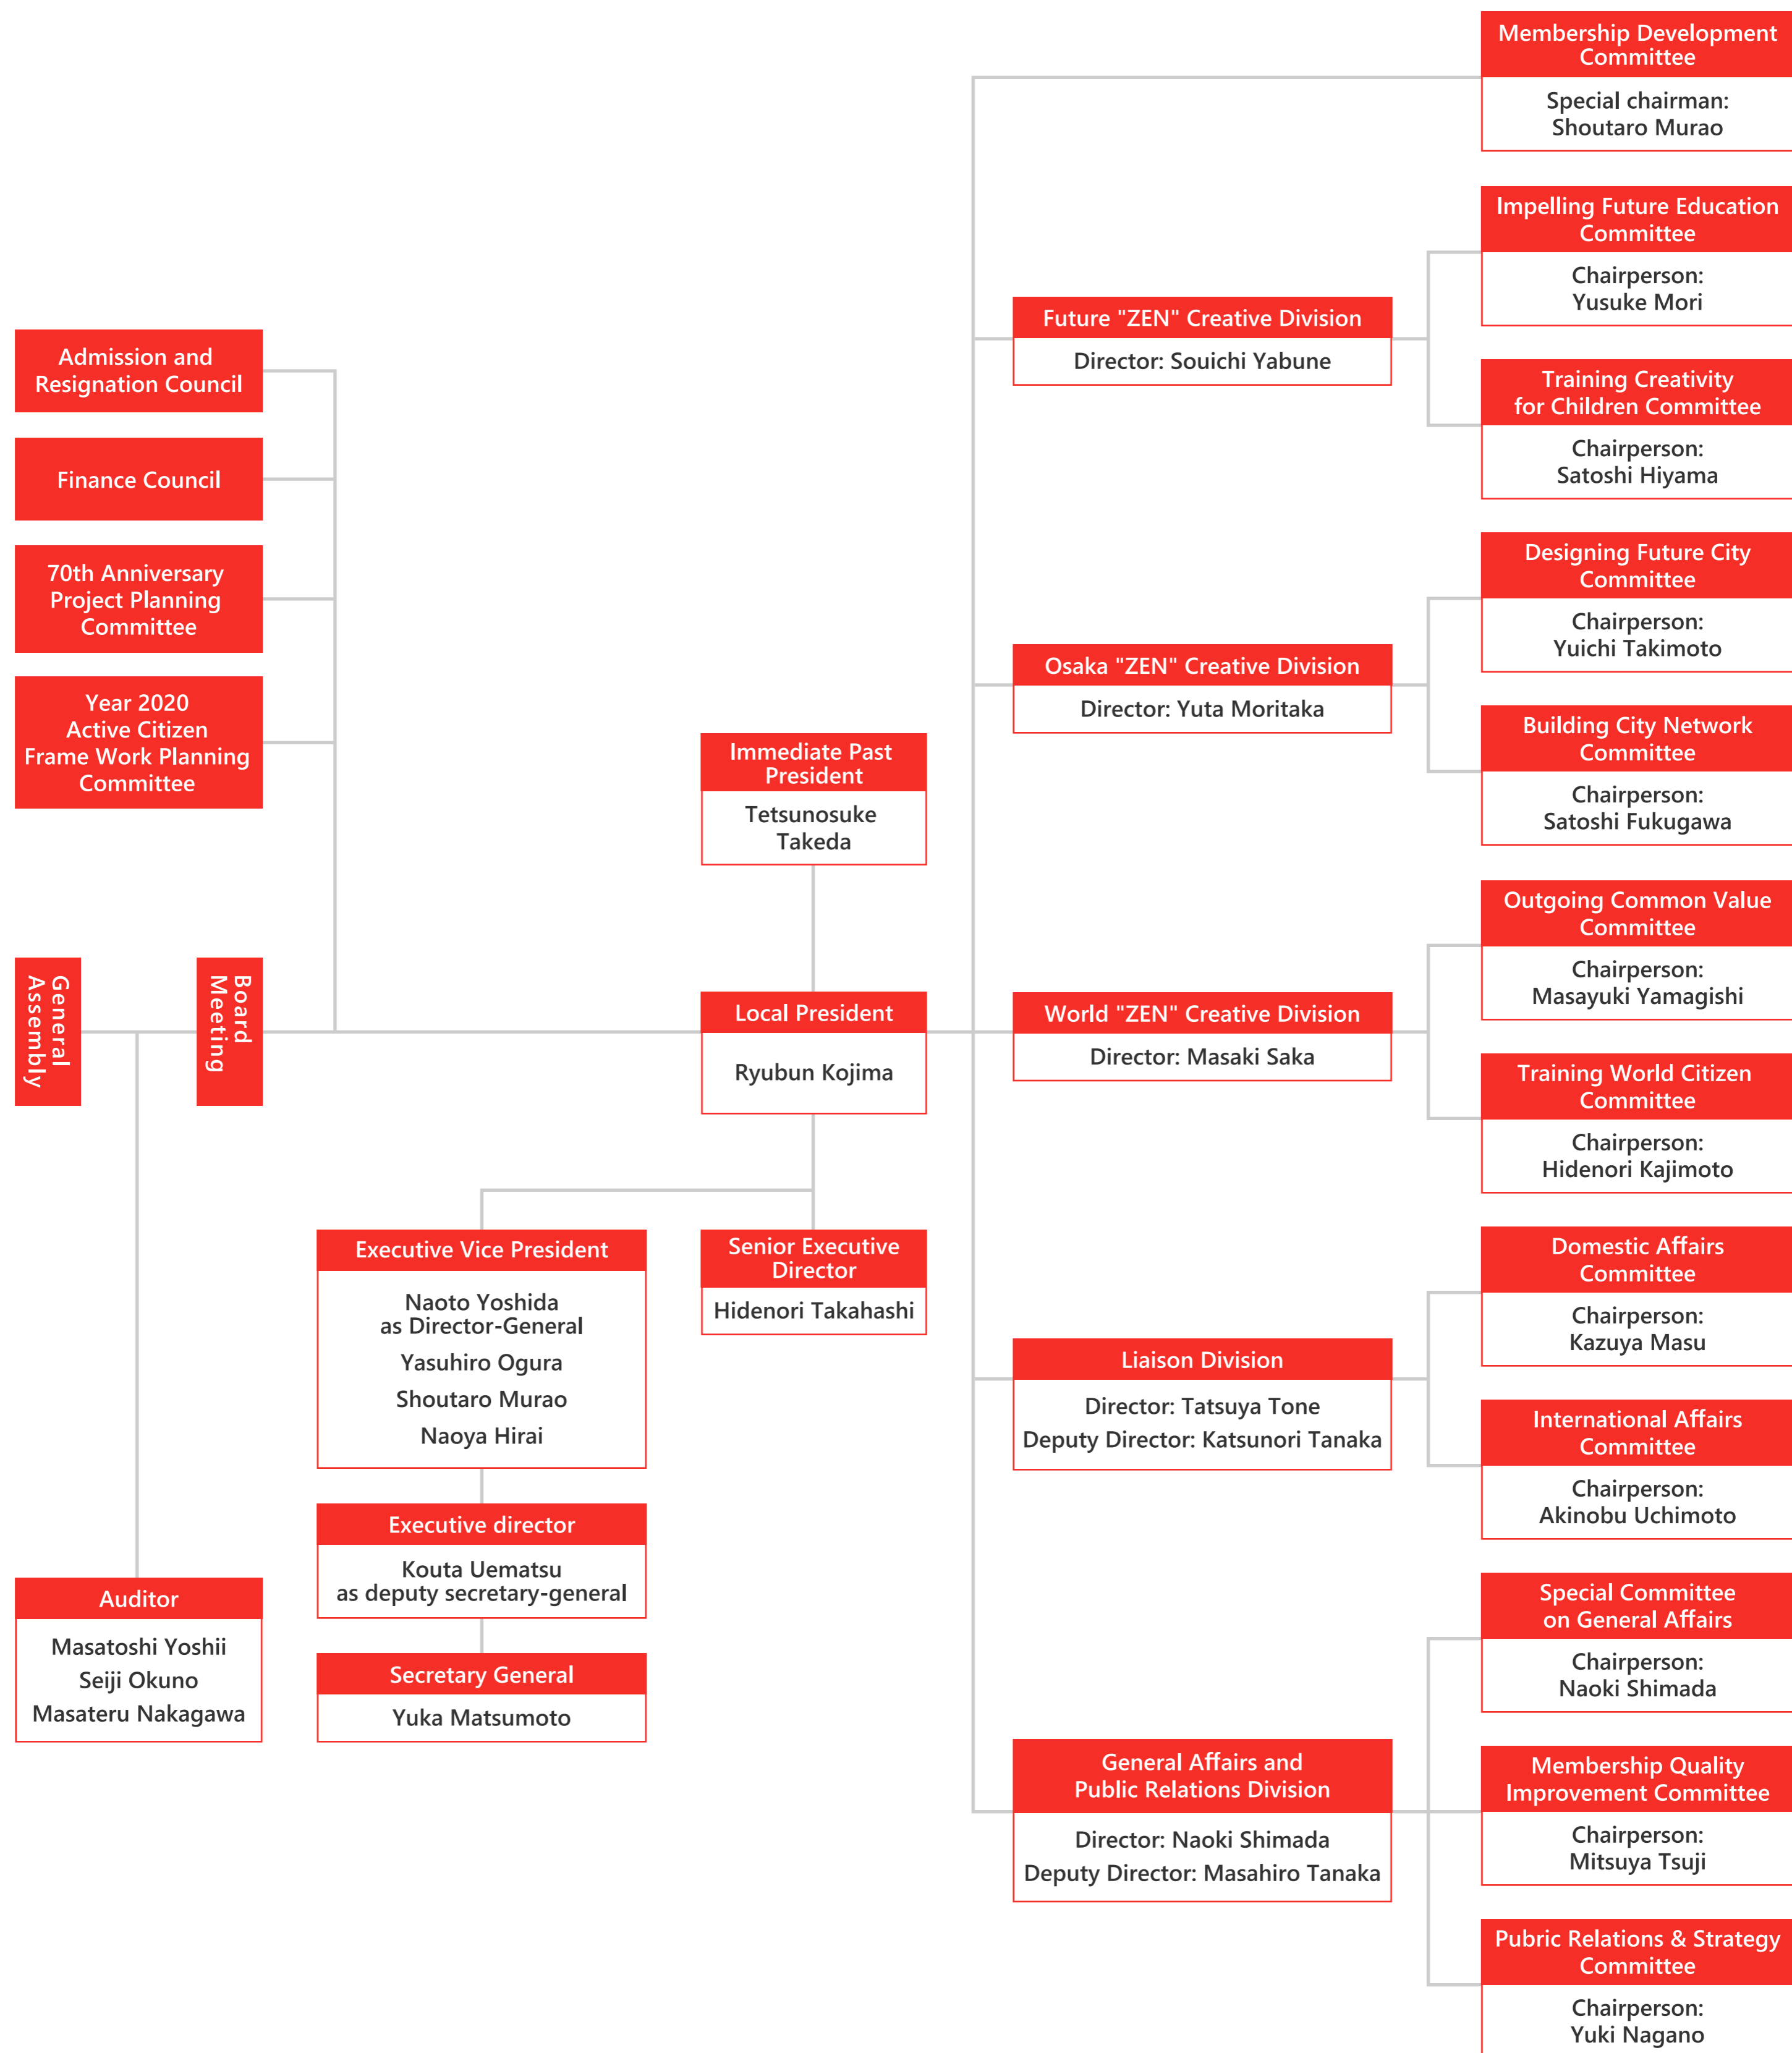 Admission and
Resignation Council
Finance Council
70th Anniversary
Project Planning
Committee
Year 2020
Active Citizen
Frame Work Planning
Committee
General
Assembly
Board
Meeting
Auditor
Masatoshi Yoshii
Seiji Okuno
Masateru Nakagawa
Immediate Past
President
Tetsunosuke
Takeda
Local President
Ryubun Kojima
Executive Vice President
Naoto Yoshida
as Director-General
Yasuhiro Ogura
Shoutaro Murao
Naoya Hirai
Senior Executive
Director
Hidenori Takahashi
Executive director
Kouta Uematsu
as deputy secretary-general
Secretary General
Yuka Matsumoto
Membership Development
Committee
Special chairman:
Shoutaro Murao
Future "ZEN" Creative Division
Director: Souichi Yabune
Impelling Future Education
Committee
Chairperson:
Yusuke Mori
Training Creativity
for Children Committee
Chairperson:
Satoshi Hiyama
Osaka "ZEN" Creative Division
Director: Yuta Moritaka
Designing Future City
Committee
Chairperson:
Yuichi Takimoto
Building City Network
Committee
Chairperson:
Satoshi Fukugawa
World "ZEN" Creative Division
Director: Masaki Saka
Outgoing Common Value
Committee
Chairperson:
Masayuki Yamagishi
Training World Citizen
Committee
Chairperson:
Hidenori Kajimoto
Liaison Division
Director: Tatsuya Tone
Deputy Director: Katsunori Tanaka
Domestic Affairs
Committee
Chairperson:
Kazuya Masu
International Affairs
Committee
Chairperson:
Akinobu Uchimoto
General Affairs and
Public Relations Division
Director: Naoki Shimada
Deputy Director: Masahiro Tanaka
Special Committee
on General Affairs
Chairperson:
Naoki Shimada
Membership Quality
Improvement Committee
Chairperson:
Mitsuya Tsuji
Pubric Relations & Strategy
Committee
Chairperson:
Yuki Nagano